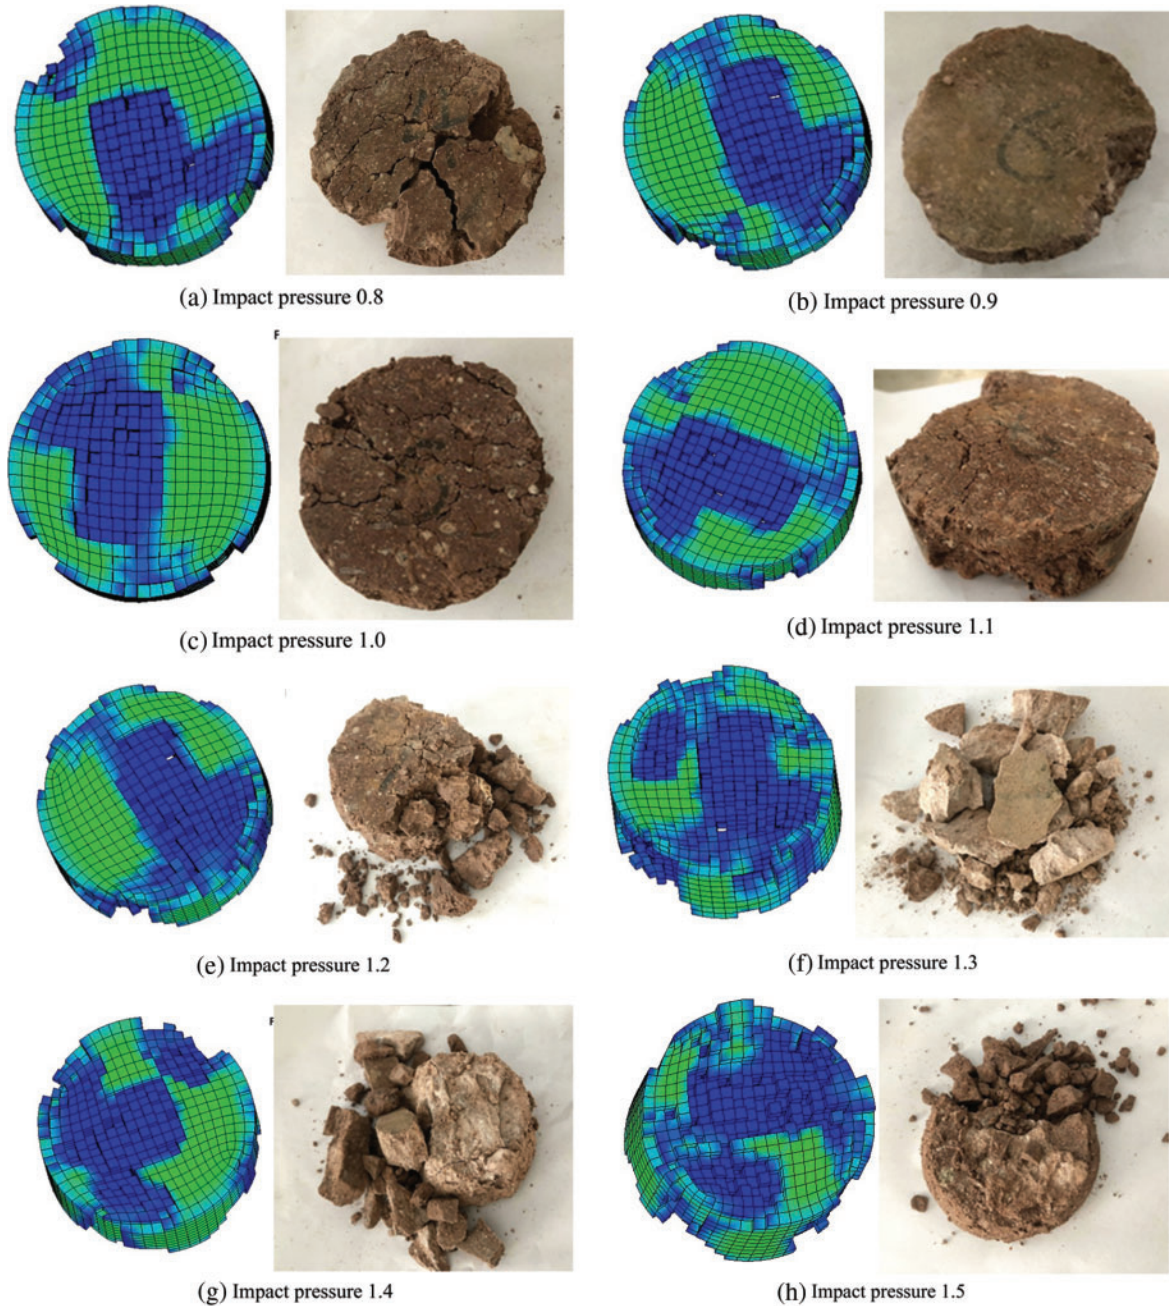 (a) Impact pressure 0.8
(b) Impact pressure 0.9
F
(c) Impact pressure 1.0
(d) Impact pressure 1.1
(e) Impact pressure 1.2
(f) Impact pressure 1.3
F
(g) Impact pressure 1.4
(h) Impact pressure 1.5